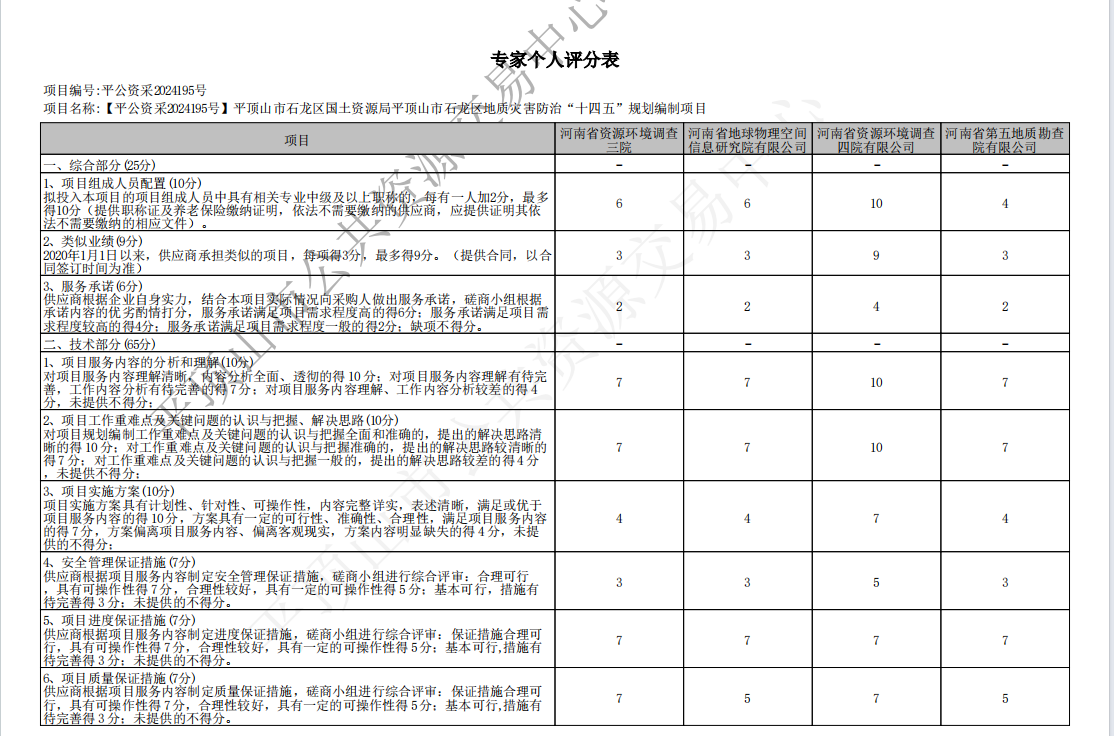 专家个人评分表
项目编号:平公资采2024195号
项目名称:【平公资采2024195号】平顶山市石龙区国土资源局平顶山市石龙区地质灾害防治“十四五”规划编制项目
项目 河南省资源环境调查三院 河南省地球物理空间信息研究院有限公司 河南省资源环境调查四院有限公司 河南省第五地质勘查院有限公司
一、综合部分(25分) - - - -
1、项目组成人员配置(10分)
拟投入本项目的项目组成人员中具有相关专业中级及以上职称的，每有一人加2分，最多
得10分（提供职称证及养老保险缴纳证明，依法不需要缴纳的供应商，应提供证明其依
法不需要缴纳的相应文件）。
6 6 10 4
2、类似业绩(9分)
2020年1月1日以来，供应商承担类似的项目，每项得3分，最多得9分。（提供合同，以合
同签订时间为准）
3 3 9 3
3、服务承诺(6分)
供应商根据企业自身实力，结合本项目实际情况向采购人做出服务承诺，磋商小组根据
承诺内容的优劣酌情打分，服务承诺满足项目需求程度高的得6分；服务承诺满足项目需
求程度较高的得4分；服务承诺满足项目需求程度一般的得2分；缺项不得分。
2 2 4 2
二、技术部分(65分) - - - -
1、项目服务内容的分析和理解(10分)
对项目服务内容理解清晰，内容分析全面、透彻的得 10 分；对项目服务内容理解有待完
善，工作内容分析有待完善的得 7 分；对项目服务内容理解、工作内容分析较差的得 4
分，未提供不得分；
7 7 10 7
2、项目工作重难点及关键问题的认识与把握、解决思路(10分)
对项目规划编制工作重难点及关键问题的认识与把握全面和准确的，提出的解决思路清
晰的得 10 分；对工作重难点及关键问题的认识与把握准确的，提出的解决思路较清晰的
得 7 分；对工作重难点及关键问题的认识与把握一般的，提出的解决思路较差的得 4 分
，未提供不得分；
7 7 10 7
3、项目实施方案(10分)
项目实施方案具有计划性、针对性、可操作性，内容完整详实，表述清晰，满足或优于
项目服务内容的得 10 分，方案具有一定的可行性、准确性、合理性，满足项目服务内容
的得 7 分，方案偏离项目服务内容、偏离客观现实，方案内容明显缺失的得 4 分，未提
供的不得分；
4 4 7 4
4、安全管理保证措施(7分)
供应商根据项目服务内容制定安全管理保证措施，磋商小组进行综合评审：合理可行
，具有可操作性得 7 分，合理性较好，具有一定的可操作性得 5 分；基本可行，措施有
待完善得 3 分；未提供的不得分。
3 3 5 3
5、项目进度保证措施(7分)
供应商根据项目服务内容制定进度保证措施，磋商小组进行综合评审：保证措施合理可
行，具有可操作性得 7分，合理性较好，具有一定的可操作性得 5分；基本可行,措施有
待完善得 3 分；未提供的不得分。
7 7 7 7
6、项目质量保证措施(7分)
供应商根据项目服务内容制定质量保证措施，磋商小组进行综合评审：保证措施合理可
行，具有可操作性得 7分，合理性较好，具有一定的可操作性得 5分；基本可行,措施有
待完善得 3 分；未提供的不得分。
7 5 7 5
平顶山市公共资源交易中心
平顶山市公共资源交易中心